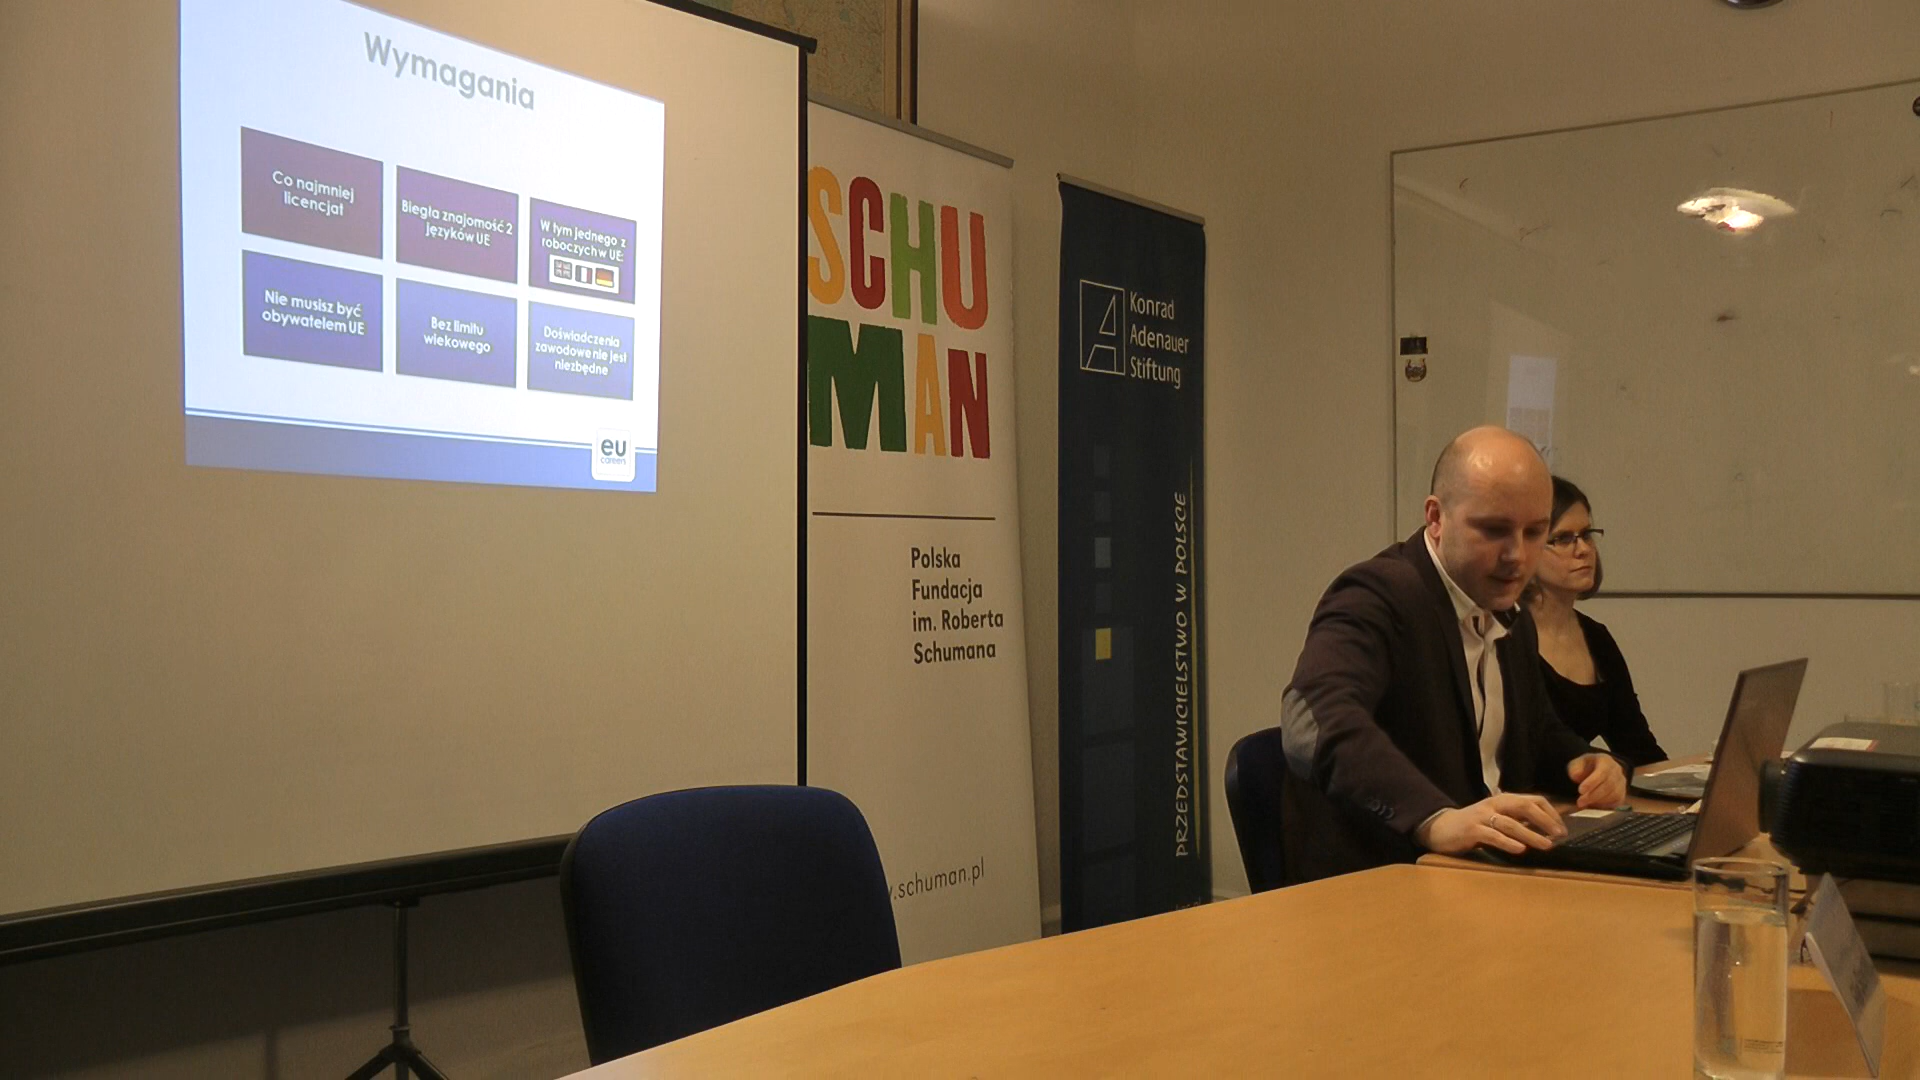 Wymagania
Co najmniej
licencjat
Biegła znajomość 2
języków UE
W tym jednego z
roboczych w UE:
Nie musisz być
obywatelem UE
Bez limitu
wiekowego
Doświadczenia
zawodowe nie jest
niezbędne
eu
careers
SCHU
MAN
Polska
Fundacja
im. Roberta
Schumana
.schuman.pl
Konrad
Adenauer
Stiftung
PRZEDSTAWICIELSTWO W POLSCE